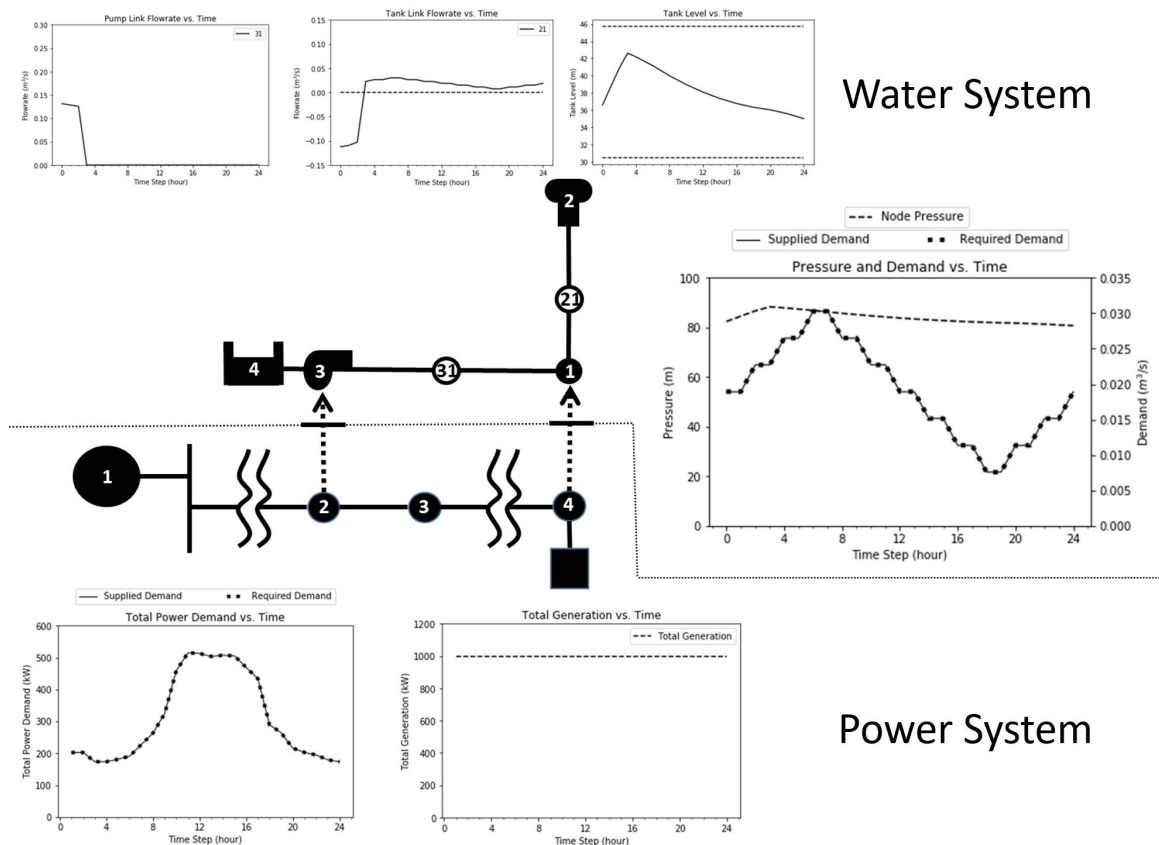 Pump Link Flowrate vs. Time
31
Flowrate (m³/s)
0.30
0.25
0.20
0.15
0.10
0.05
0.00
0 4 8 12 16 20 24
Time Step (hour)
Tank Link Flowrate vs. Time
21
Flowrate (m³/s)
0.15
0.10
0.05
0.00
−0.05
−0.10
−0.15
0 4 8 12 16 20 24
Time Step (hour)
Tank Level vs. Time
Tank Level (m)
46
44
42
40
38
36
34
32
30
0 4 8 12 16 20 24
Time Step (hour)
Water System
2
21
4 3 31 1
1
2 3 4
Node Pressure
Supplied Demand Required Demand
Pressure and Demand vs. Time
Pressure (m)
100
80
60
40
20
0
0.035
0.030
0.025
0.020
0.015
0.010
0.005
0.000
Demand (m³/s)
0 4 8 12 16 20 24
Time Step (hour)
Supplied Demand Required Demand
Total Power Demand vs. Time
Total Power Demand (kW)
600
500
400
300
200
100
0
0 4 8 12 16 20 24
Time Step (hour)
Total Generation vs. Time
Total Generation
Total Generation (kW)
1200
1000
800
600
400
200
0
0 4 8 12 16 20 24
Time Step (hour)
Power System